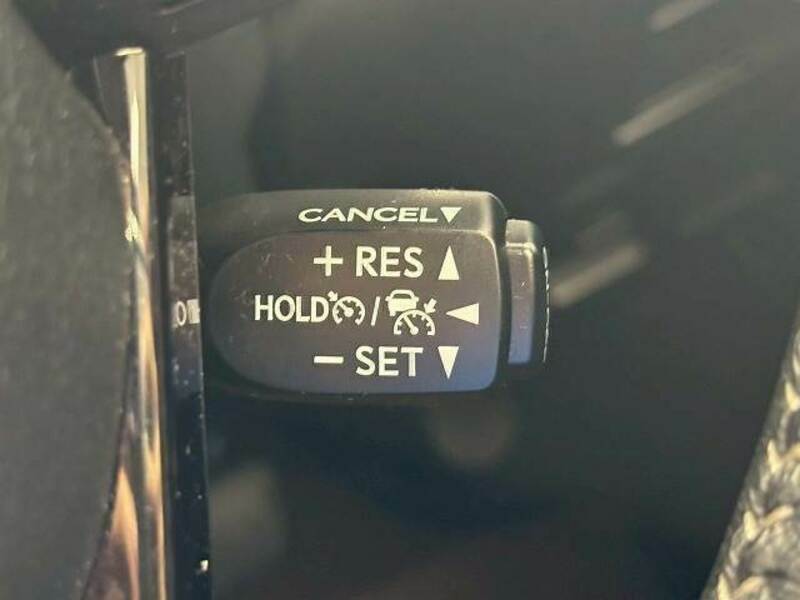 CANCEL▼
+ RES ▲
HOLD / ◀
− SET ▼